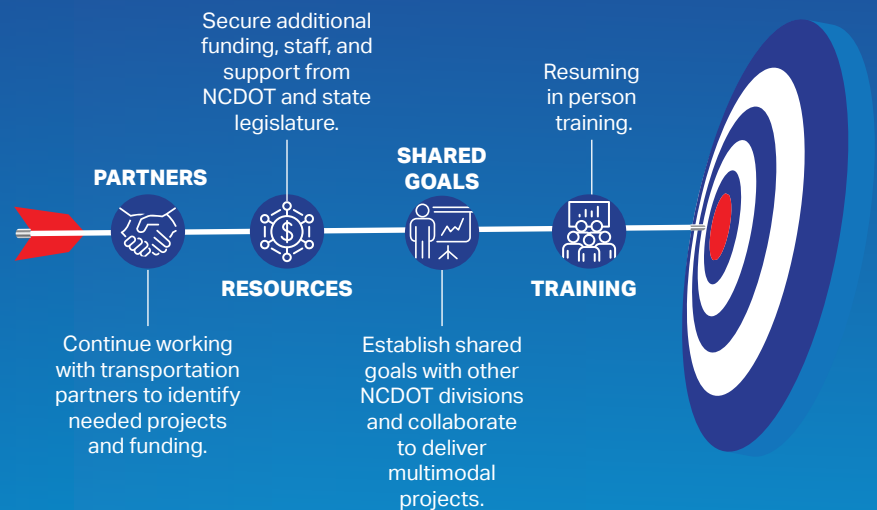 PARTNERS
Continue working
with transportation
partners to identify
needed projects
and funding.
Secure additional
funding, staff, and
support from
NCDOT and state
legislature.
RESOURCES
SHARED
GOALS
Establish shared
goals with other
NCDOT divisions
and collaborate
to deliver
multimodal
projects.
Resuming
in person
training.
TRAINING